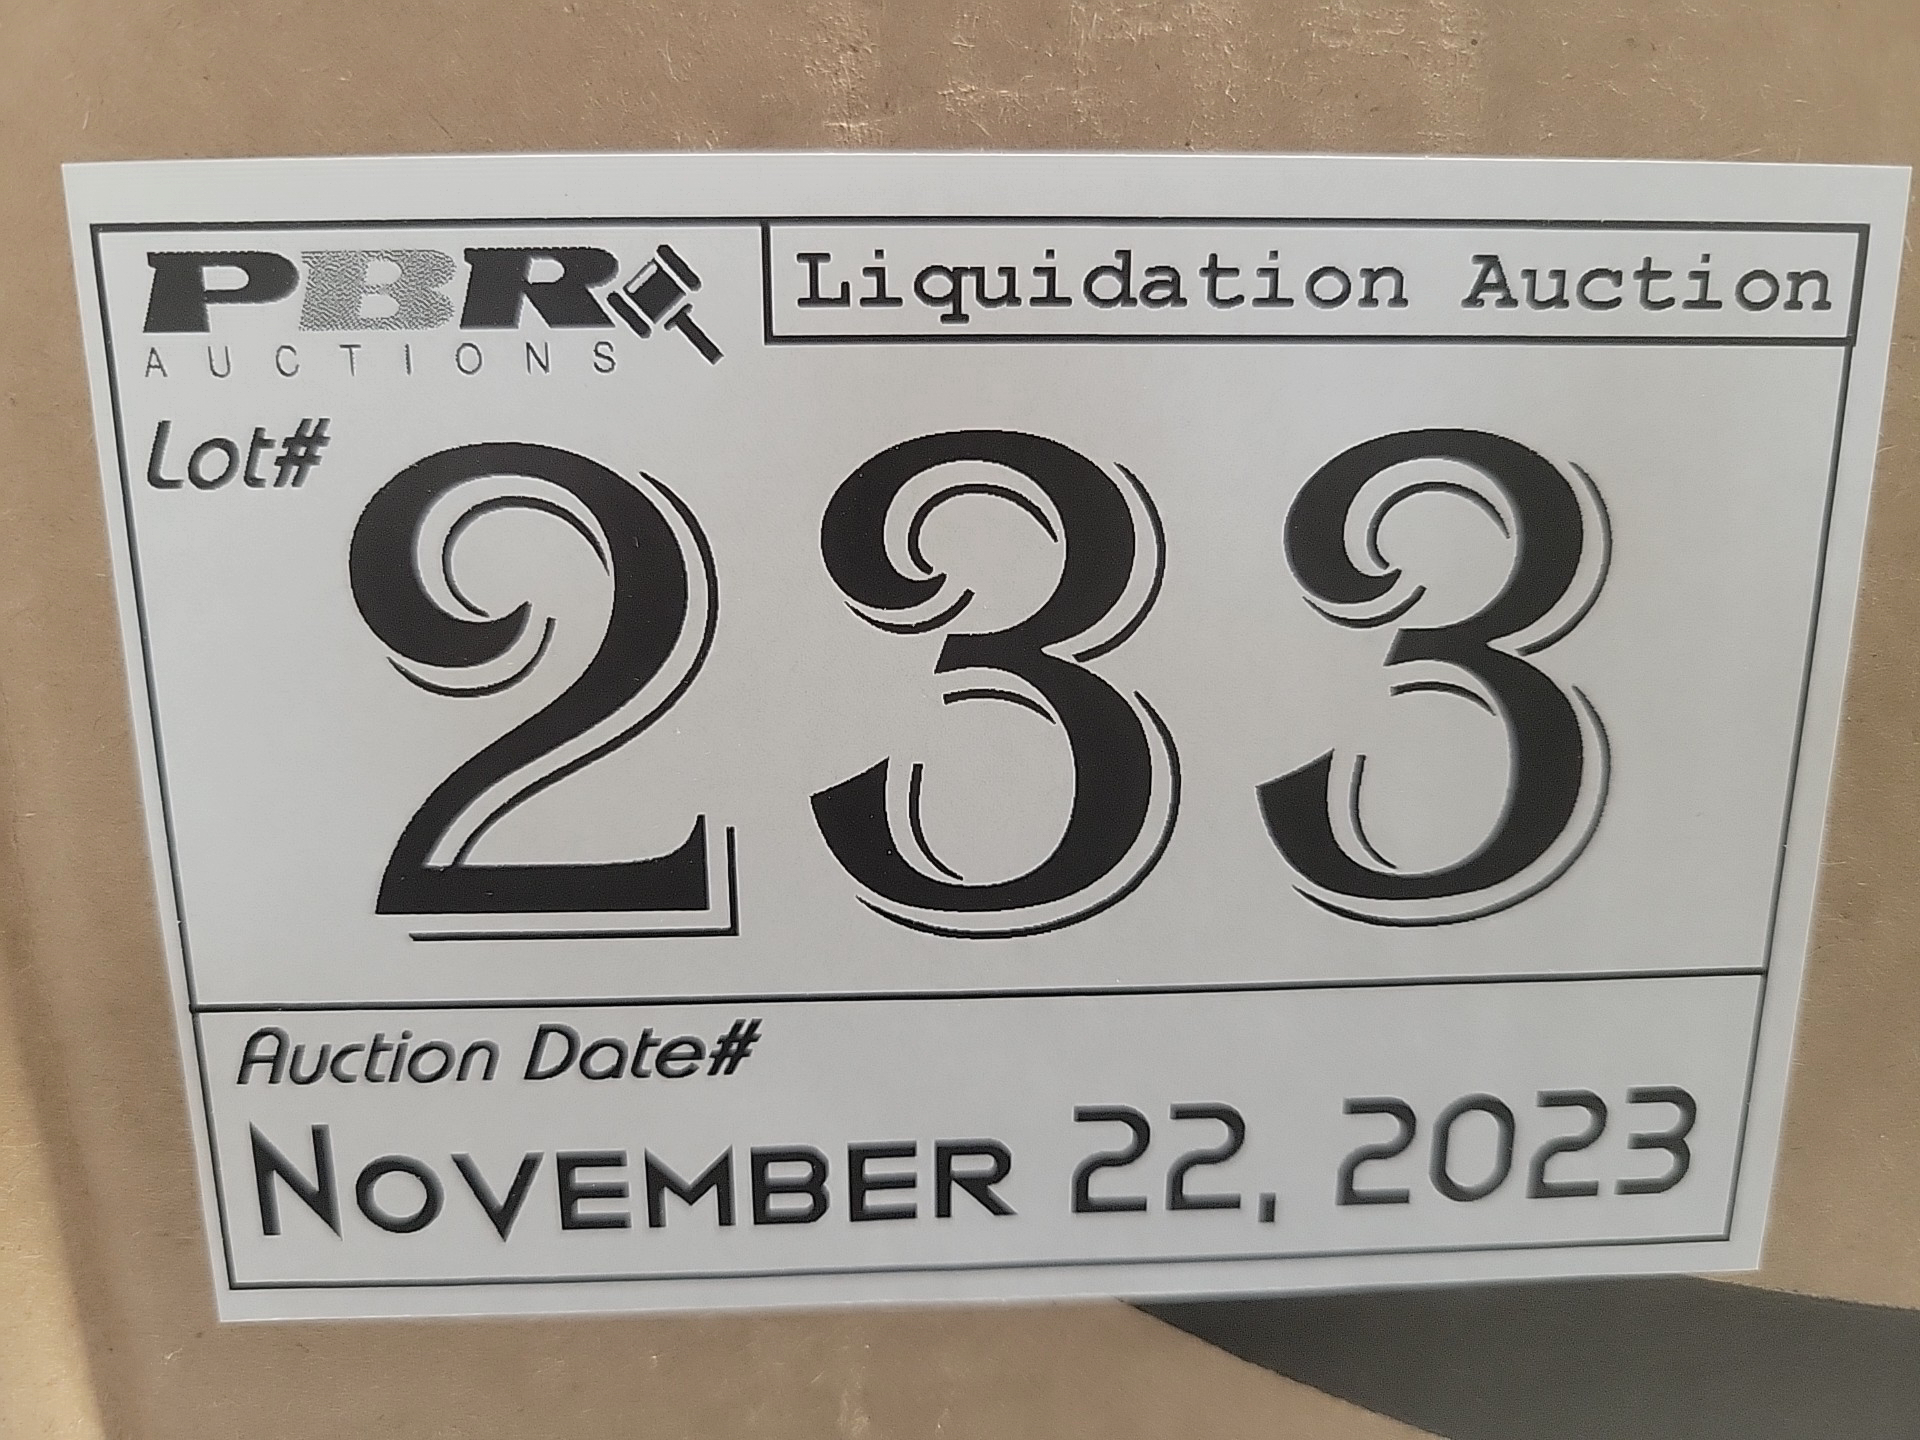 PBR
AUCTIONS
Liquidation Auction
Lot#
233
Auction Date#
NOVEMBER 22, 2023